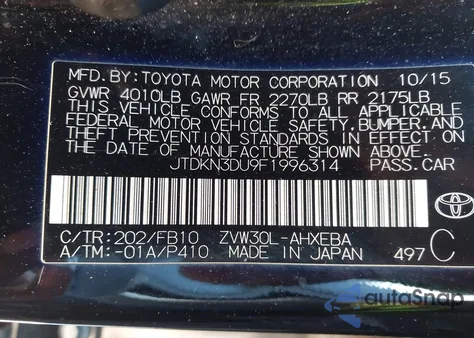 MFD. BY: TOYOTA MOTOR CORPORATION 10/15
GVWR 4010LB GAWR FR 2270LB RR 2175LB
THIS VEHICLE CONFORMS TO ALL APPLICABLE
FEDERAL MOTOR VEHICLE SAFETY, BUMPER, AND
THEFT PREVENTION STANDARDS IN EFFECT ON
THE DATE OF MANUFACTURE SHOWN ABOVE.
JTDKN3DU9F1996314 PASS.CAR
TOYOTA
C/TR:202/FB10 ZVW30L-AHXEBA
A/TM:-01A/P410 MADE IN JAPAN 497 C
autoSnap